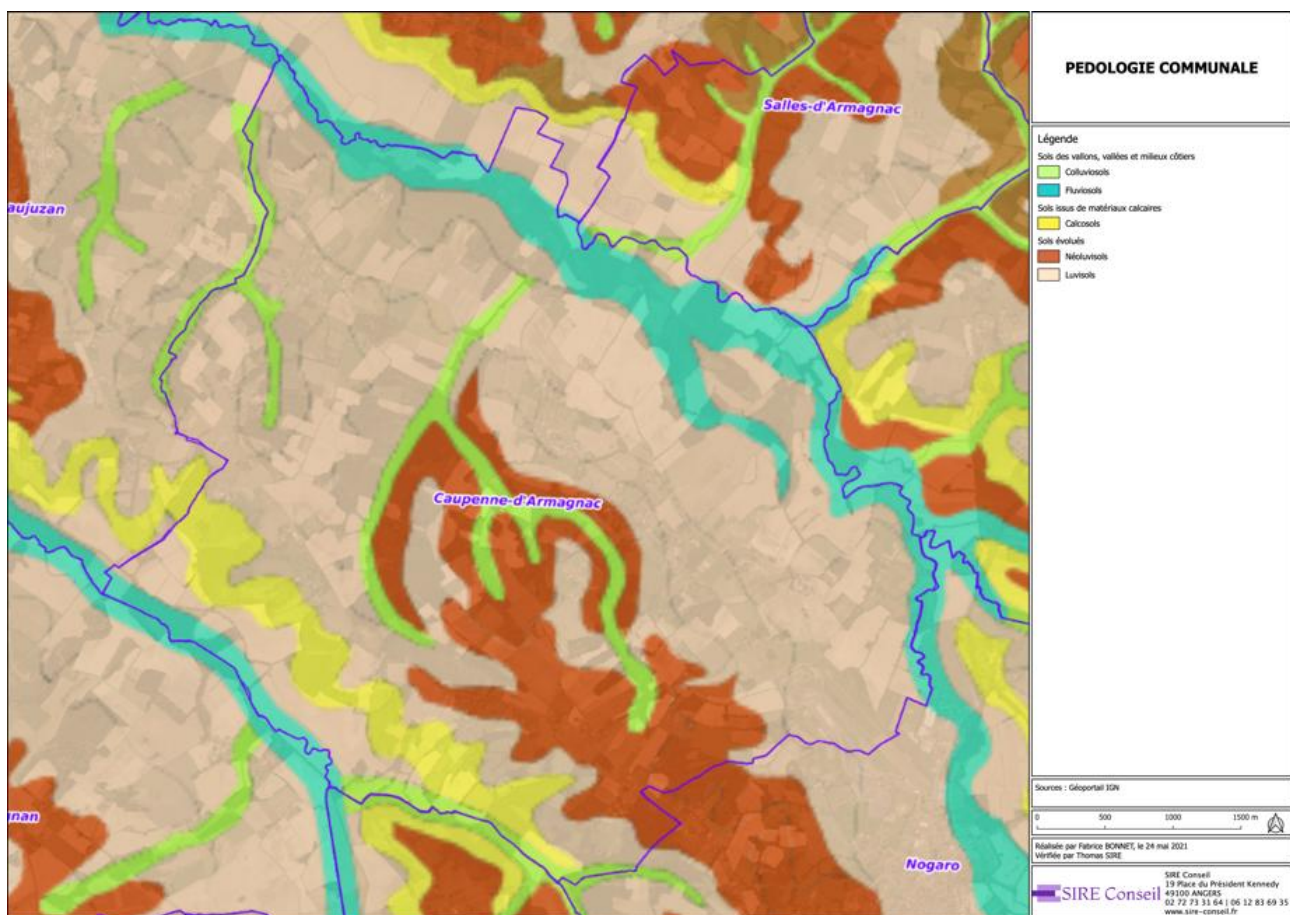 PEDOLOGIE COMMUNALE
Salles-d'Armagnac
Légende
Sols des vallons, vallées et milieux côtiers
Colluviosols
Fluviosols
Sols issus de matériaux calcaires
Calcosols
Sols évolués
Néoluvisols
Luvisols
aujuzan
Caupenne-d'Armagnac
unan
Nogaro
Sources : Géoportail IGN
0 500 1000 1500 m
Réalisée par Fabrice BONNET, le 24 mai 2021
Vérifiée par Thomas SIRE
SIRE Conseil
SIRE Conseil
19 Place du Président Kennedy
49100 ANGERS
02 72 73 31 64 | 06 12 83 69 35
www.sire-conseil.fr